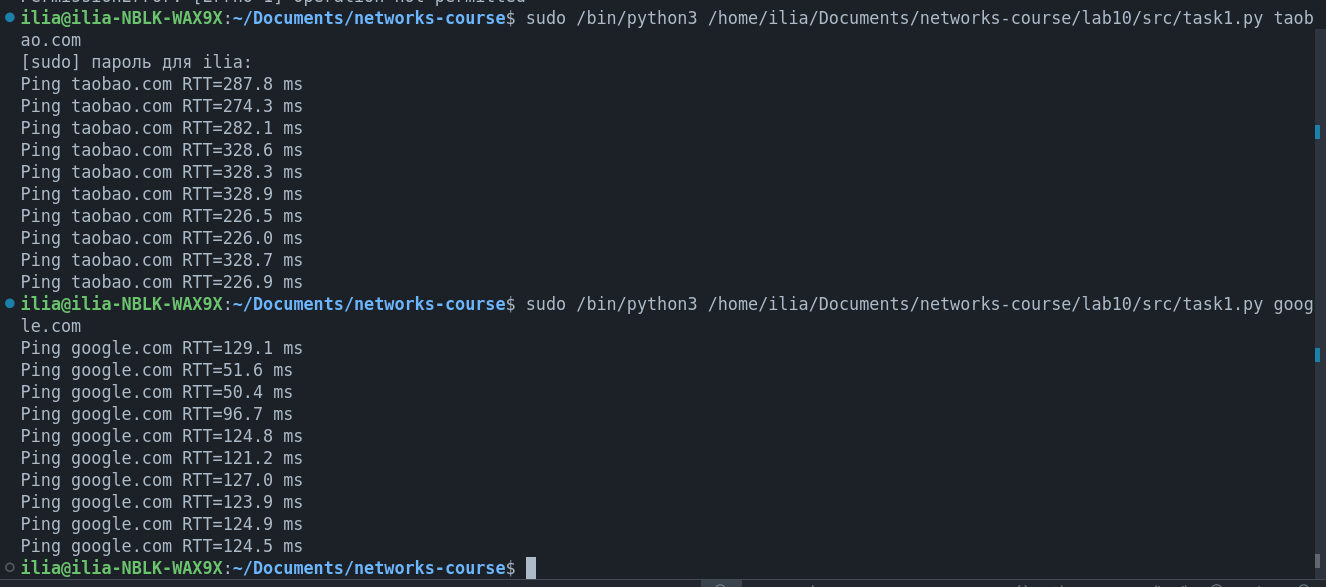 ilia@ilia-NBLK-WAX9X:~/Documents/networks-course$ sudo /bin/python3 /home/ilia/Documents/networks-course/lab10/src/task1.py taob
ao.com
[sudo] пароль для ilia:
Ping taobao.com RTT=287.8 ms
Ping taobao.com RTT=274.3 ms
Ping taobao.com RTT=282.1 ms
Ping taobao.com RTT=328.6 ms
Ping taobao.com RTT=328.3 ms
Ping taobao.com RTT=328.9 ms
Ping taobao.com RTT=226.5 ms
Ping taobao.com RTT=226.0 ms
Ping taobao.com RTT=328.7 ms
Ping taobao.com RTT=226.9 ms
ilia@ilia-NBLK-WAX9X:~/Documents/networks-course$ sudo /bin/python3 /home/ilia/Documents/networks-course/lab10/src/task1.py goog
le.com
Ping google.com RTT=129.1 ms
Ping google.com RTT=51.6 ms
Ping google.com RTT=50.4 ms
Ping google.com RTT=96.7 ms
Ping google.com RTT=124.8 ms
Ping google.com RTT=121.2 ms
Ping google.com RTT=127.0 ms
Ping google.com RTT=123.9 ms
Ping google.com RTT=124.9 ms
Ping google.com RTT=124.5 ms
ilia@ilia-NBLK-WAX9X:~/Documents/networks-course$